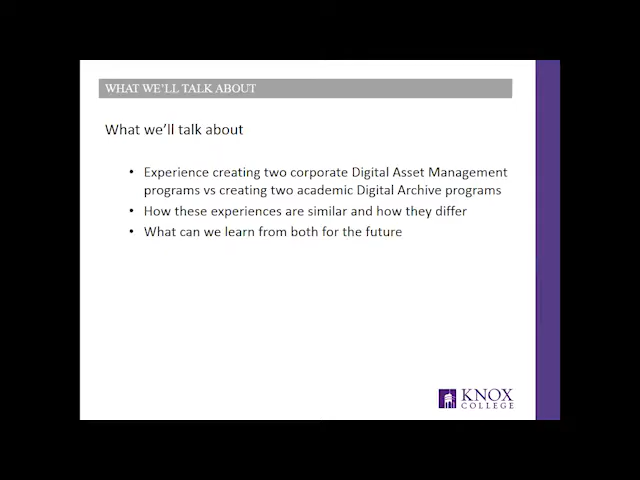 WHAT WE'LL TALK ABOUT
What we'll talk about
• Experience creating two corporate Digital Asset Management
programs vs creating two academic Digital Archive programs
• How these experiences are similar and how they differ
• What can we learn from both for the future
KNOX
COLLEGE